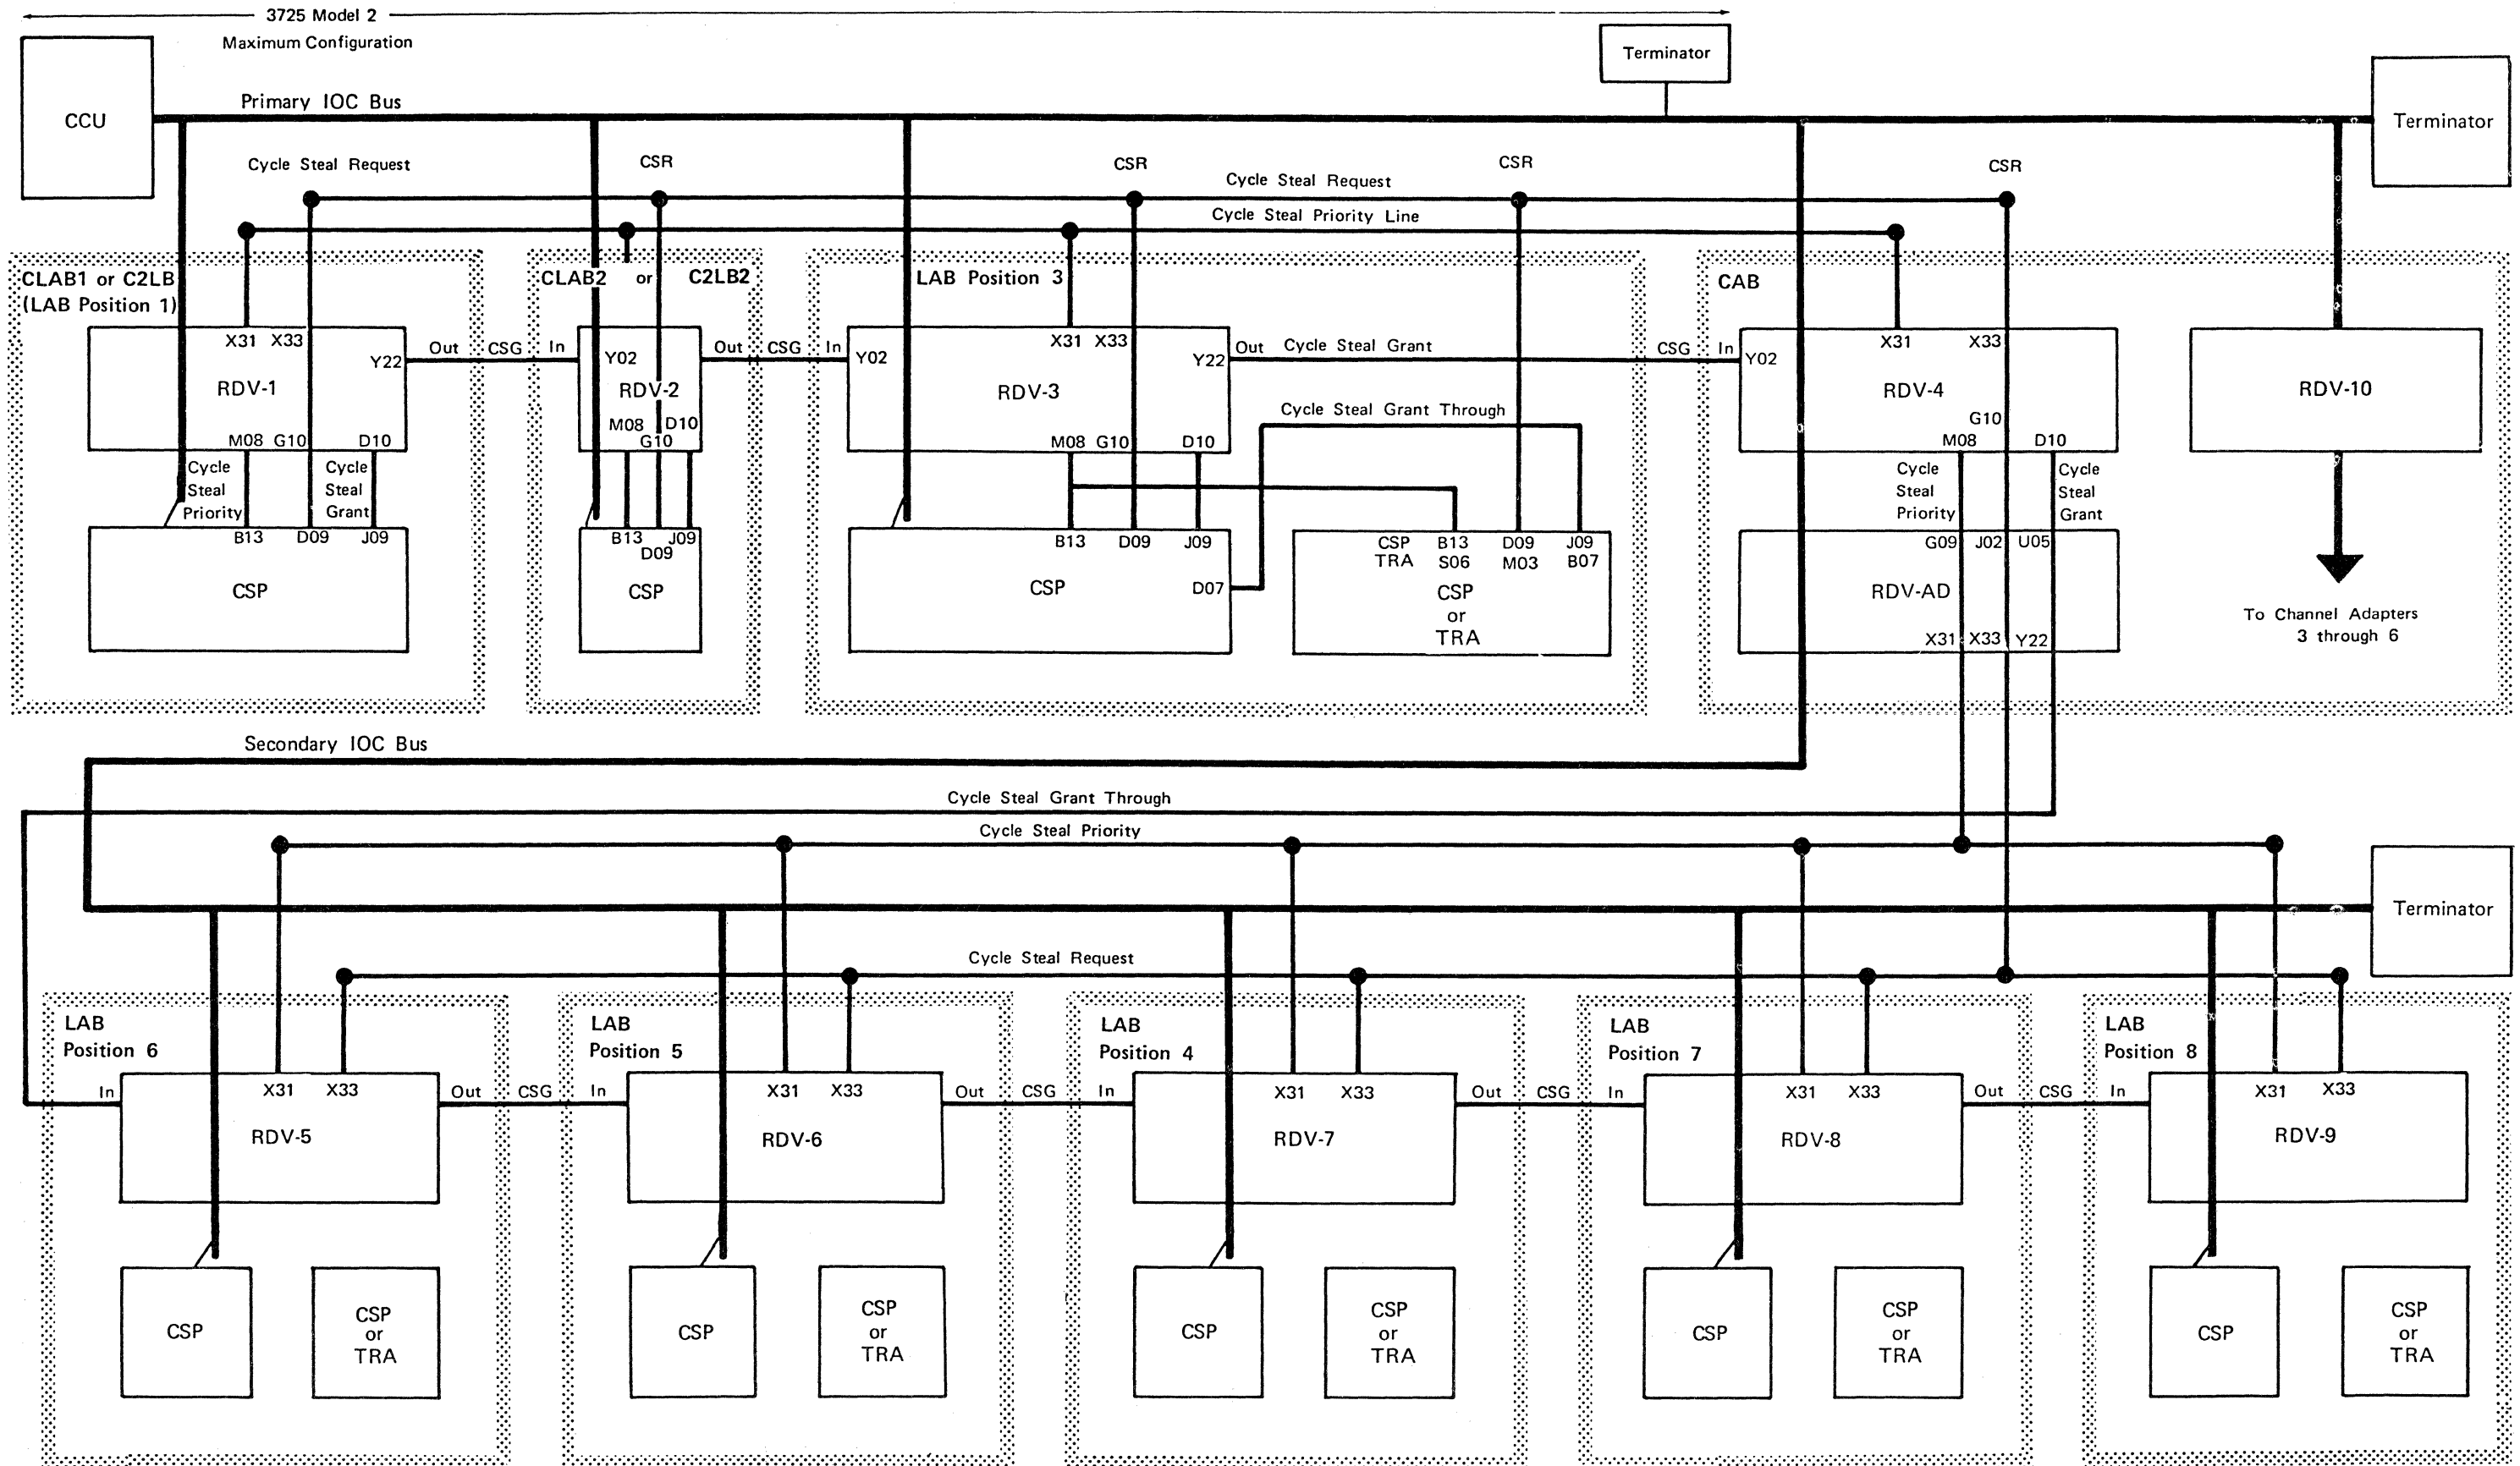 3725 Model 2
Maximum Configuration
Terminator
CCU
Primary IOC Bus
Terminator
Cycle Steal Request
CSR
CSR
CSR
CSR
Cycle Steal Request
Cycle Steal Priority Line
CLAB1 or C2LB
(LAB Position 1)
CLAB2 or C2LB2
LAB Position 3
CAB
X31 X33
Y22
RDV-1
M08 G10 D10
Out CSG In
Y02
RDV-2
M08 D10
G10
Out CSG In
Y02
X31 X33
Y22
RDV-3
M08 G10 D10
Out Cycle Steal Grant CSG In
Y02
X31 X33
RDV-4
G10
M08 D10
RDV-10
Cycle Steal Grant Through
Cycle
Steal
Priority
Cycle
Steal
Grant
Cycle
Steal
Priority
Cycle
Steal
Grant
B13 D09 J09
CSP
B13 J09
D09
CSP
B13 D09 J09
CSP
D07
CSP B13 D09 J09
TRA S06 M03 B07
CSP
or
TRA
G09 J02 U05
RDV-AD
X31 X33 Y22
To Channel Adapters
3 through 6
Secondary IOC Bus
Cycle Steal Grant Through
Cycle Steal Priority
Terminator
Cycle Steal Request
LAB
Position 6
LAB
Position 5
LAB
Position 4
LAB
Position 7
LAB
Position 8
In
X31 X33
RDV-5
Out CSG In
X31 X33
RDV-6
Out CSG In
X31 X33
RDV-7
Out CSG In
X31 X33
RDV-8
Out CSG In
X31 X33
RDV-9
CSP
CSP
or
TRA
CSP
CSP
or
TRA
CSP
CSP
or
TRA
CSP
CSP
or
TRA
CSP
CSP
or
TRA